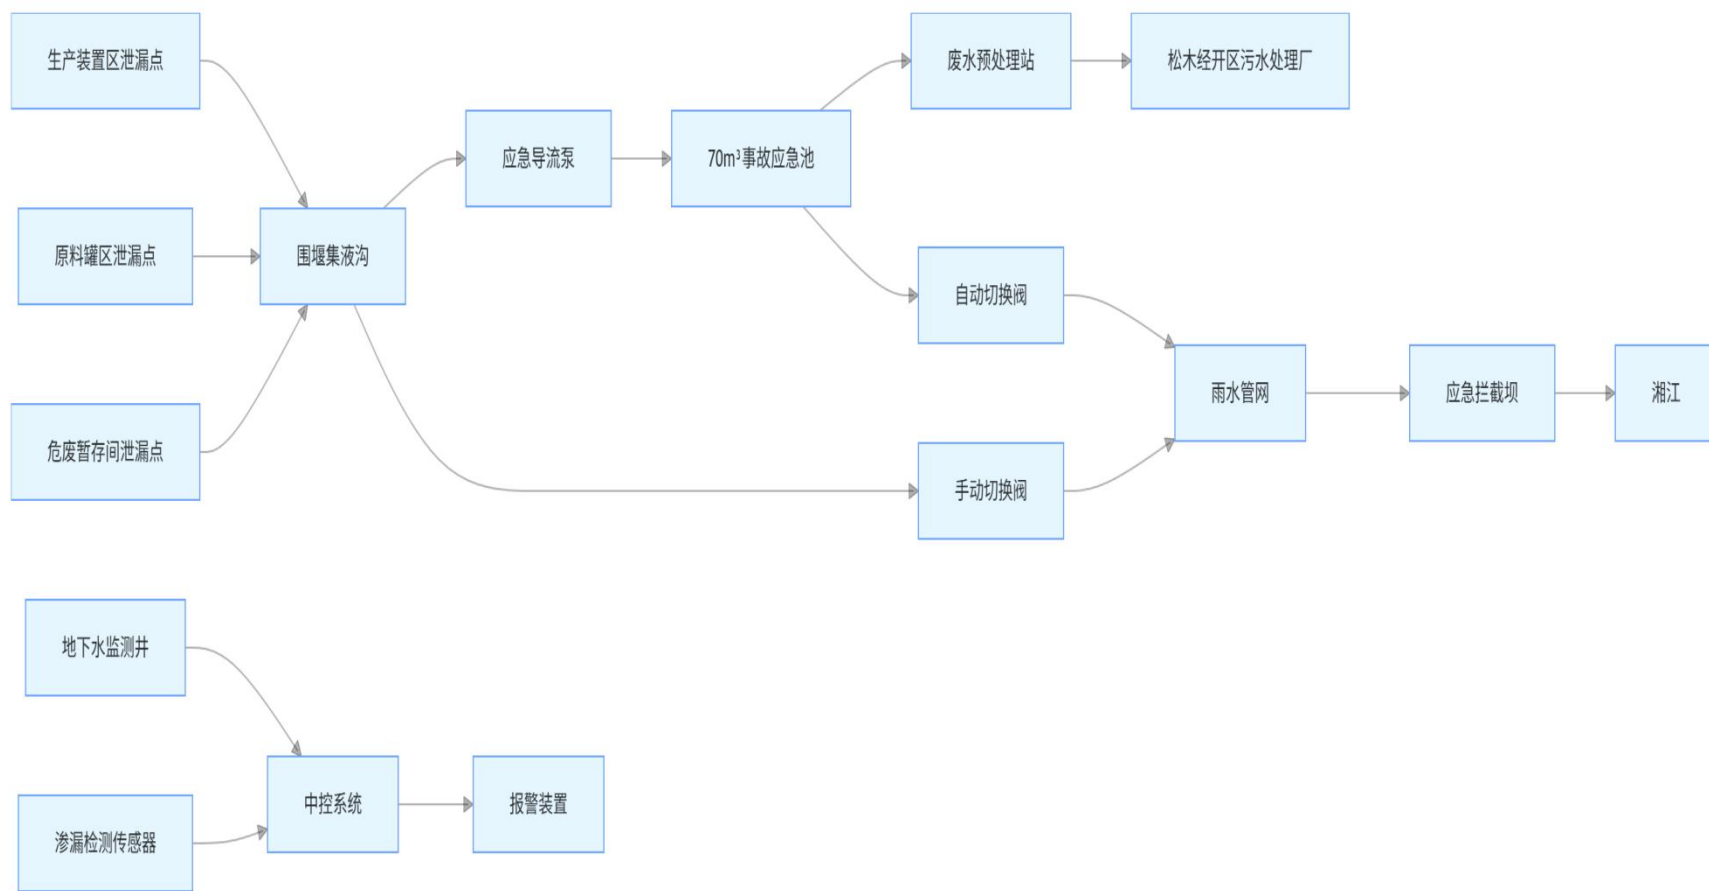 生产装置区泄漏点
废水预处理站
松木经开区污水处理厂
应急导流泵
70m³事故应急池
原料罐区泄漏点
围堰集液沟
自动切换阀
雨水管网
应急拦截坝
湘江
危废暂存间泄漏点
手动切换阀
地下水监测井
中控系统
报警装置
渗漏检测传感器